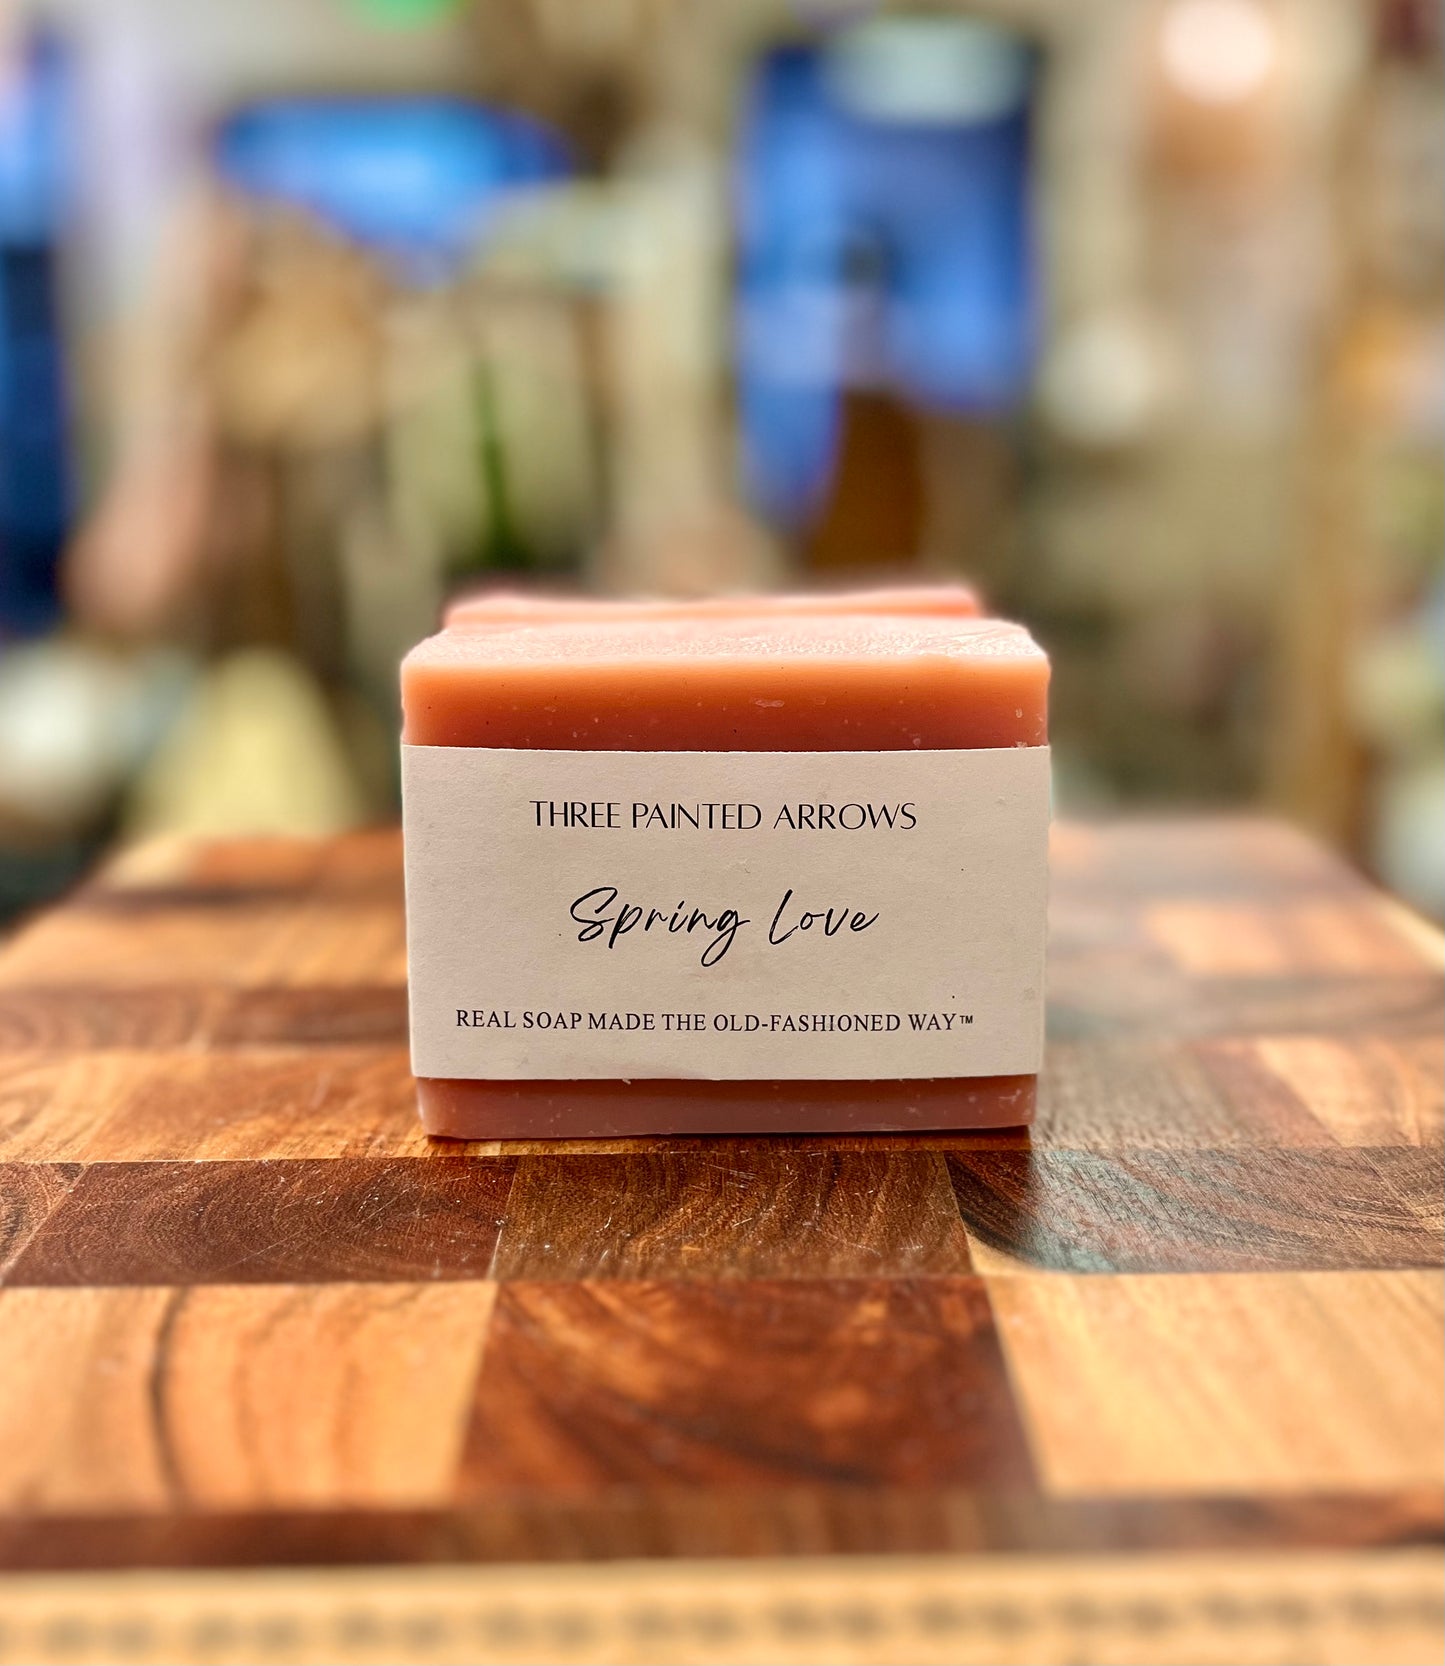 THREE PAINTED ARROWS
Spring Love
REAL SOAP MADE THE OLD-FASHIONED WAY™